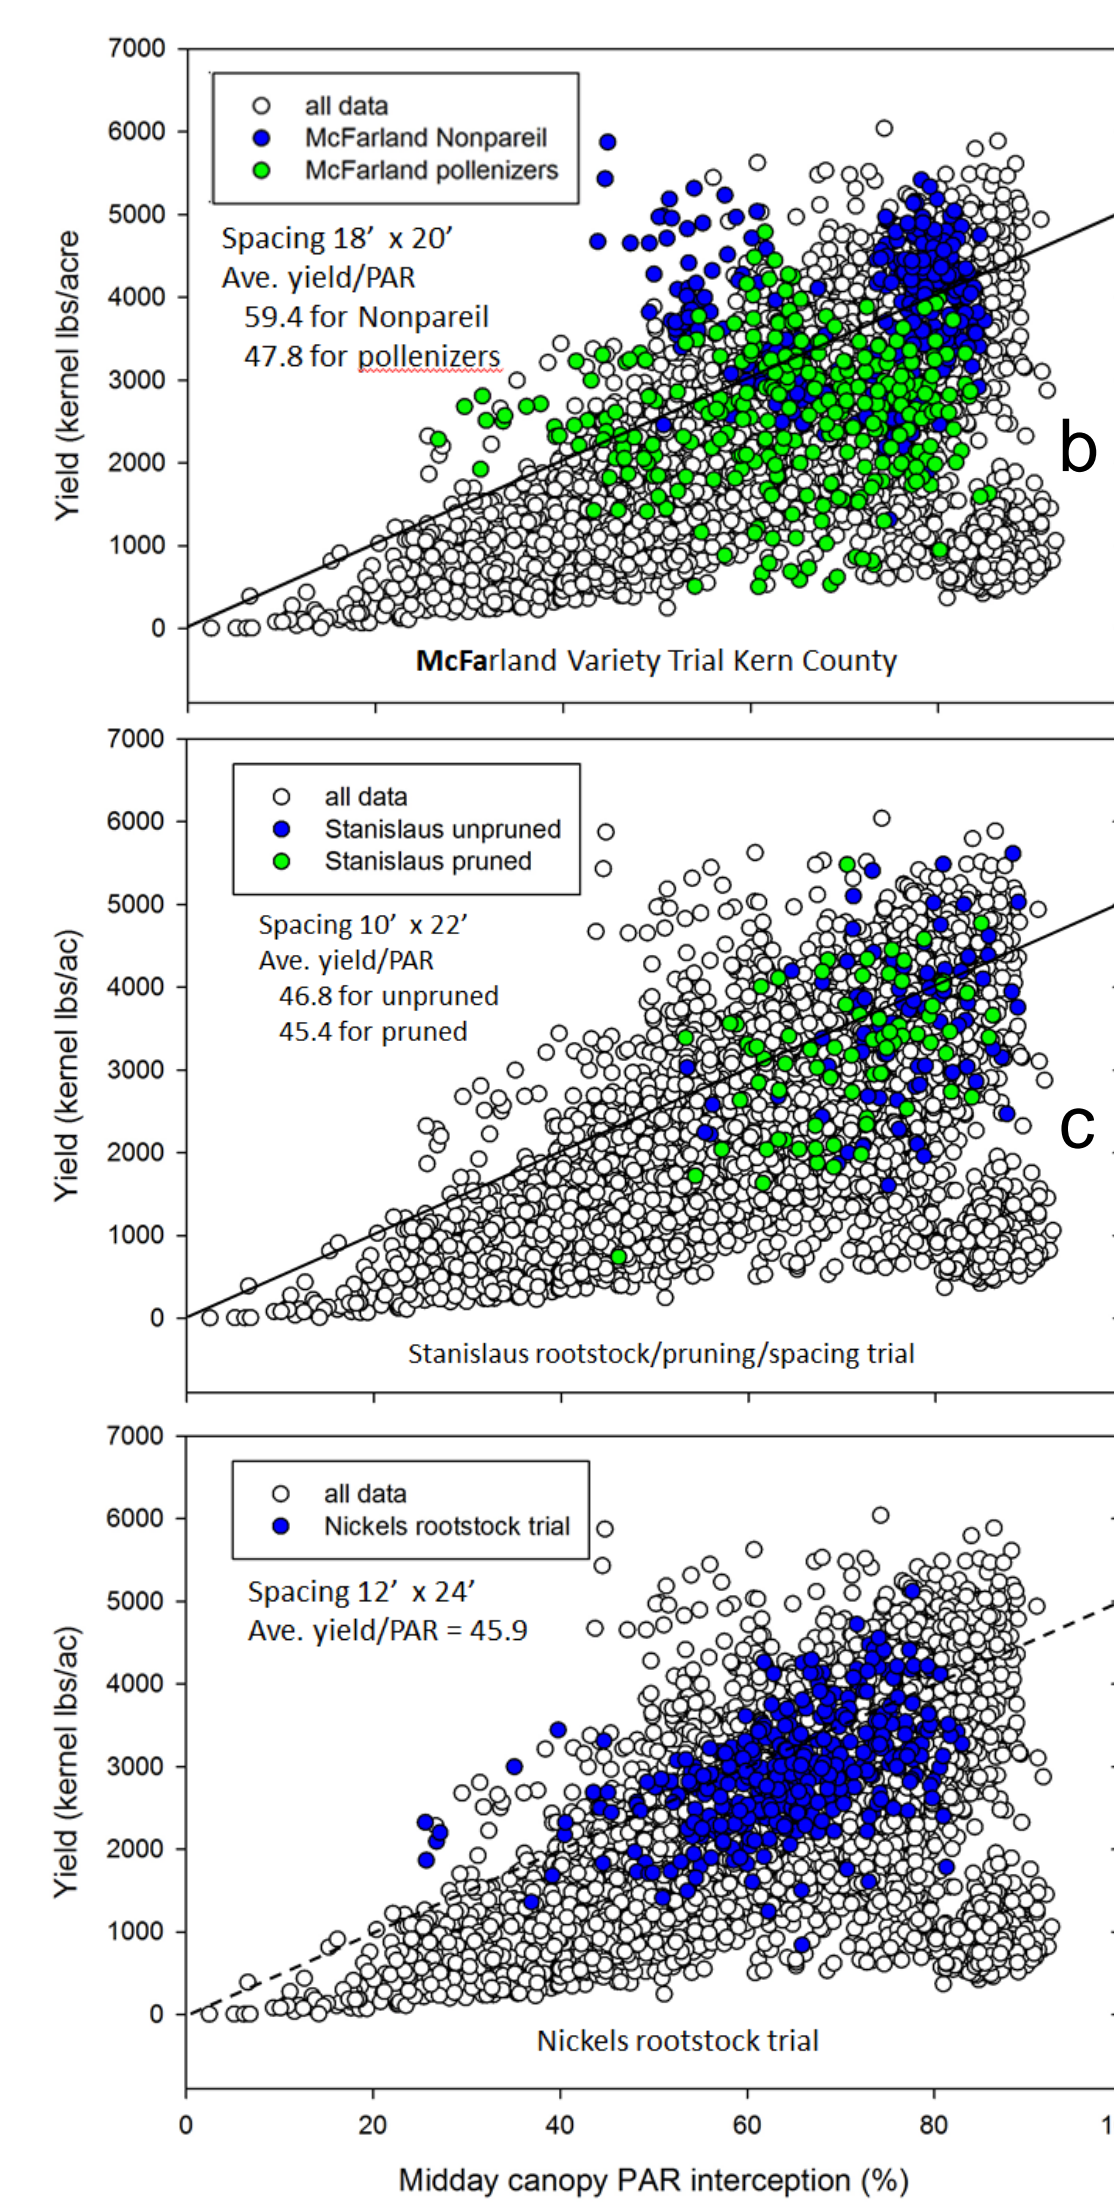 7000
6000
5000
4000
3000
2000
1000
0
Yield (kernel lbs/acre
all data
McFarland Nonpareil
McFarland pollenizers
Spacing 18’ x 20’
Ave. yield/PAR
59.4 for Nonpareil
47.8 for pollenizers
b
McFarland Variety Trial Kern County
7000
6000
5000
4000
3000
2000
1000
0
Yield (kernel lbs/ac)
all data
Stanislaus unpruned
Stanislaus pruned
Spacing 10’ x 22’
Ave. yield/PAR
46.8 for unpruned
45.4 for pruned
c
Stanislaus rootstock/pruning/spacing trial
7000
6000
5000
4000
3000
2000
1000
0
Yield (kernel lbs/ac)
all data
Nickels rootstock trial
Spacing 12’ x 24’
Ave. yield/PAR = 45.9
Nickels rootstock trial
0 20 40 60 80 1
Midday canopy PAR interception (%)